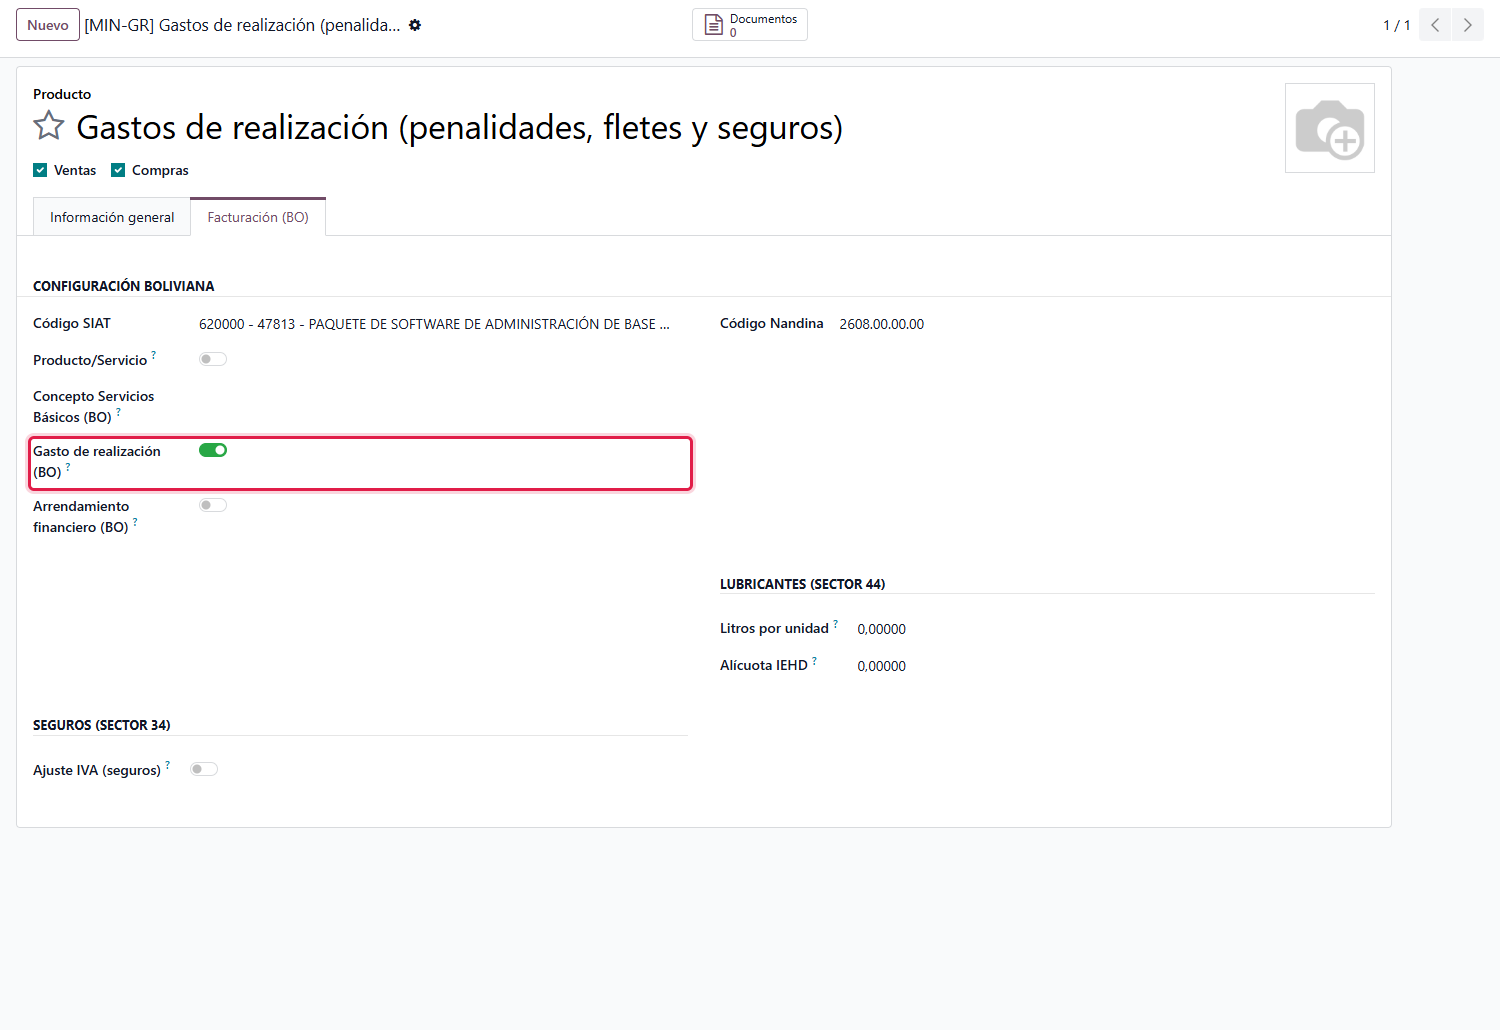 Nuevo
[MIN-GR] Gastos de realización (penalida...
Documentos
0
1 / 1
Producto
Gastos de realización (penalidades, fletes y seguros)
Ventas
Compras
Información general
Facturación (BO)
CONFIGURACIÓN BOLIVIANA
Código SIAT
620000 - 47813 - PAQUETE DE SOFTWARE DE ADMINISTRACIÓN DE BASE ...
Código Nandina
2608.00.00.00
Producto/Servicio ?
Concepto Servicios
Básicos (BO) ?
Gasto de realización
(BO) ?
Arrendamiento
financiero (BO) ?
LUBRICANTES (SECTOR 44)
Litros por unidad ?
0,00000
Alícuota IEHD ?
0,00000
SEGUROS (SECTOR 34)
Ajuste IVA (seguros) ?